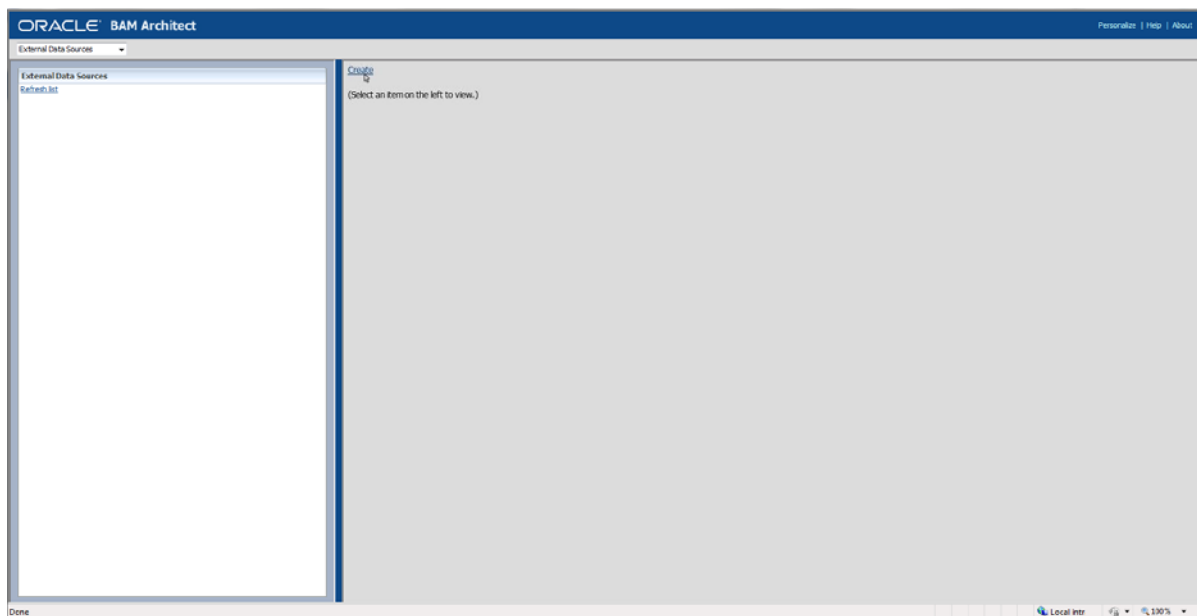 ORACLE BAM Architect
Personalize | Help | About
External Data Sources
External Data Sources
Refresh list
Create
(Select an item on the left to view.)
Done
Local intr
100%